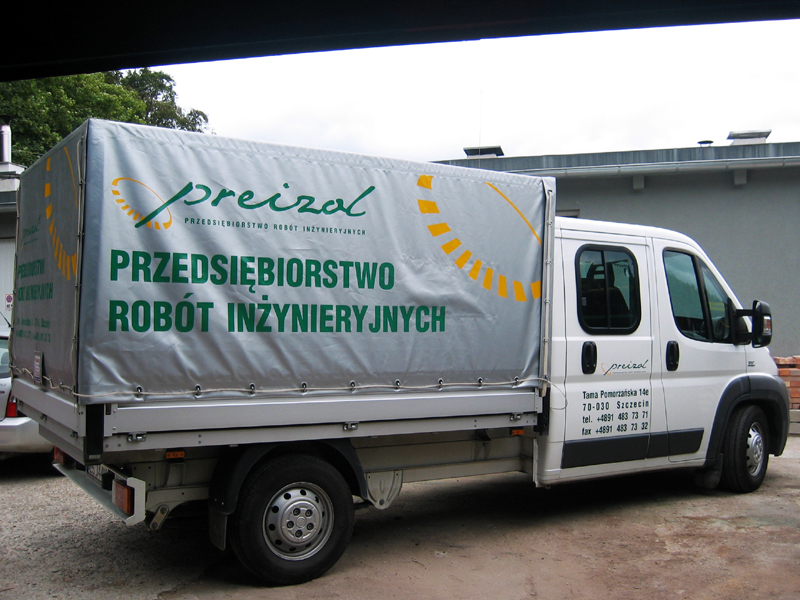 preizol
PRZEDSIĘBIORSTWO ROBÓT INŻYNIERYJNYCH
PRZEDSIĘBIORSTWO
ROBÓT INŻYNIERYJNYCH
preizol
Tama Pomorzańska 14e
70-030 Szczecin
tel. +4891 483 73 71
fax +4891 483 73 32